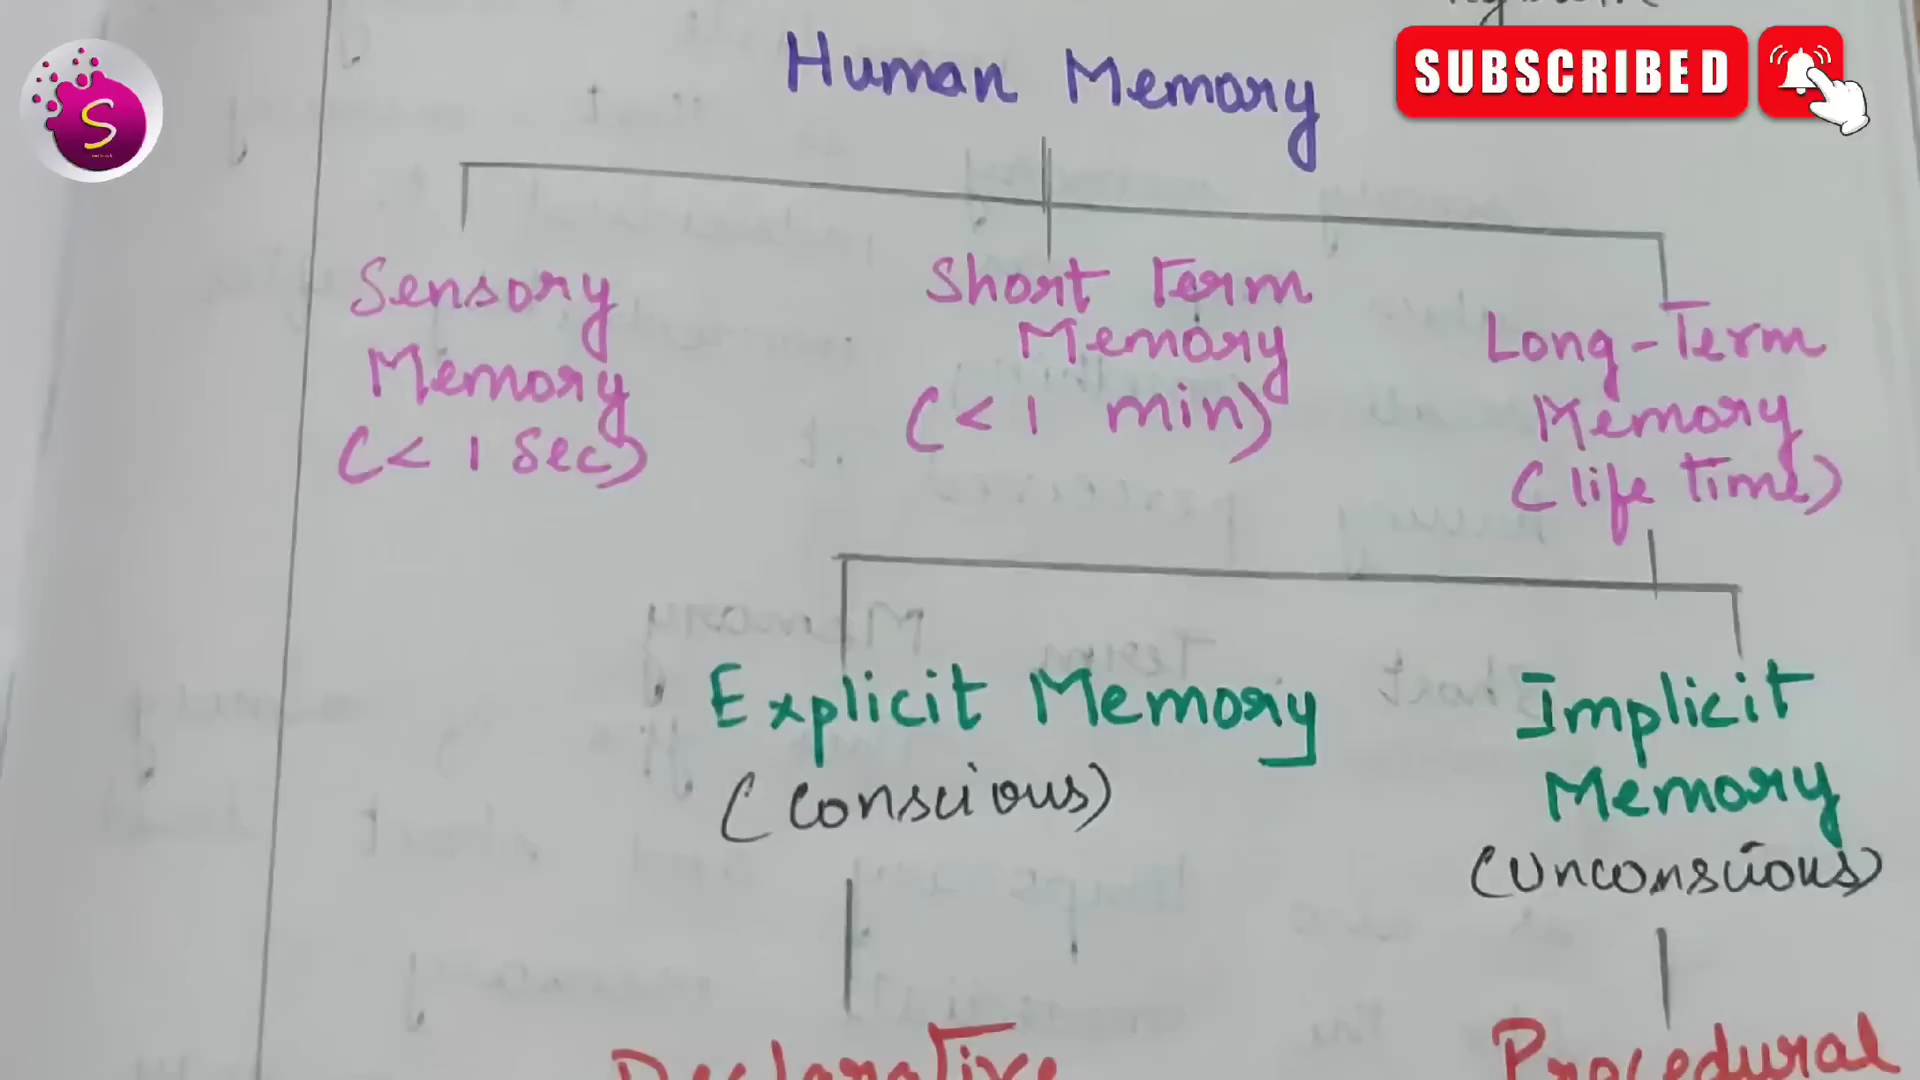 Human Memory
SUBSCRIBED
S
Sensory
Memory
(< 1 Sec)
Short Term
Memory
(< 1 min)
Long-Term
Memory
(life time)
Explicit Memory
(Conscious)
Implicit
Memory
(Unconscious)
Declarative
Procedural